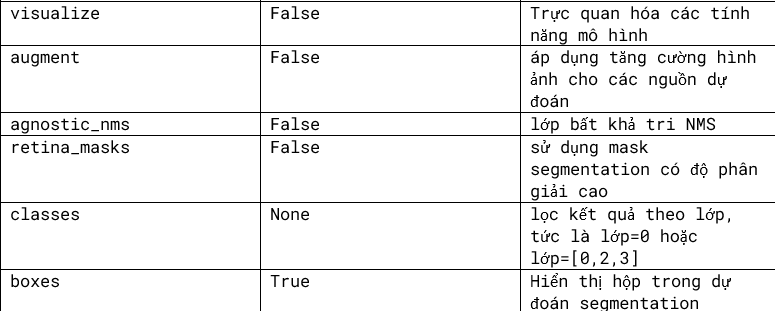 visualize False Trực quan hóa các tính
năng mô hình
augment False áp dụng tăng cường hình
ảnh cho các nguồn dự
đoán
agnostic_nms False lớp bất khả tri NMS
retina_masks False sử dụng mask
segmentation có độ phân
giải cao
classes None lọc kết quả theo lớp,
tức là lớp=0 hoặc
lớp=[0,2,3]
boxes True Hiển thị hộp trong dự
đoán segmentation